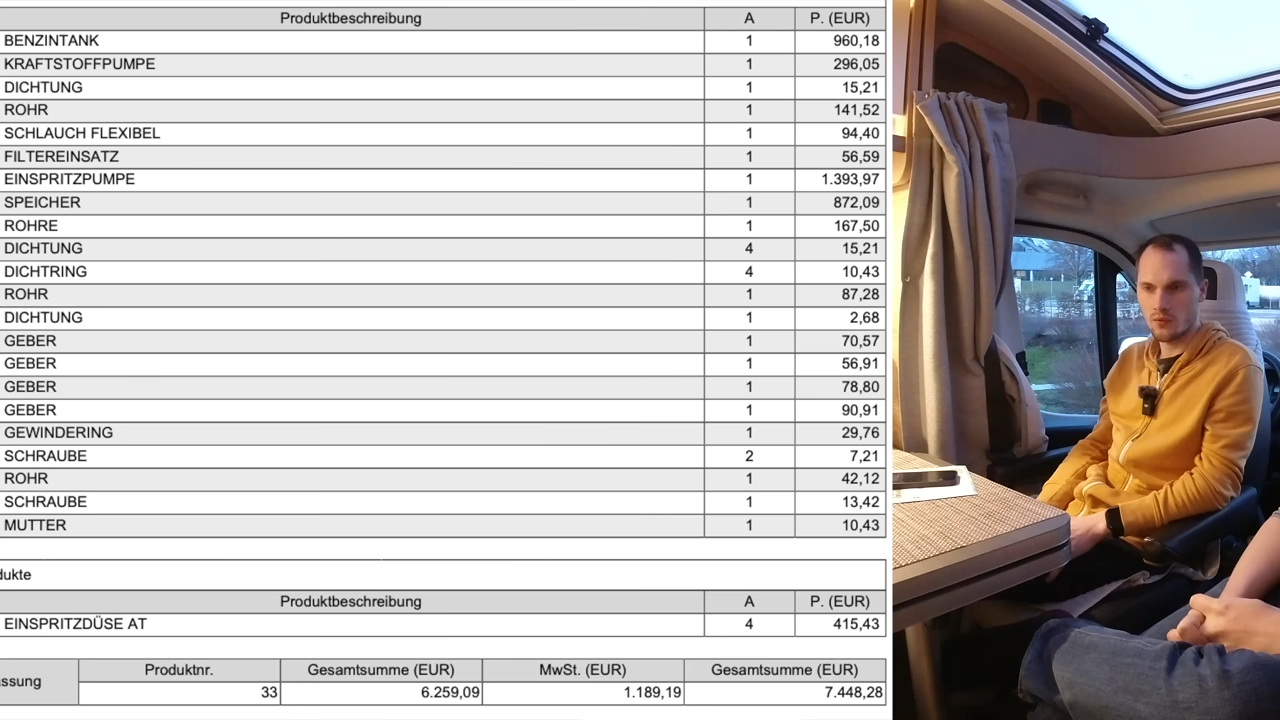 Produktbeschreibung A P. (EUR)
BENZINTANK 1 960,18
KRAFTSTOFFPUMPE 1 296,05
DICHTUNG 1 15,21
ROHR 1 141,52
SCHLAUCH FLEXIBEL 1 94,40
FILTEREINSATZ 1 56,59
EINSPRITZPUMPE 1 1.393,97
SPEICHER 1 872,09
ROHRE 1 167,50
DICHTUNG 4 15,21
DICHTRING 4 10,43
ROHR 1 87,28
DICHTUNG 1 2,68
GEBER 1 70,57
GEBER 1 56,91
GEBER 1 78,80
GEBER 1 90,91
GEWINDERING 1 29,76
SCHRAUBE 2 7,21
ROHR 1 42,12
SCHRAUBE 1 13,42
MUTTER 1 10,43
dukte
Produktbeschreibung A P. (EUR)
EINSPRITZDÜSE AT 4 415,43
assung Produktnr. Gesamtsumme (EUR) MwSt. (EUR) Gesamtsumme (EUR)
33 6.259,09 1.189,19 7.448,28